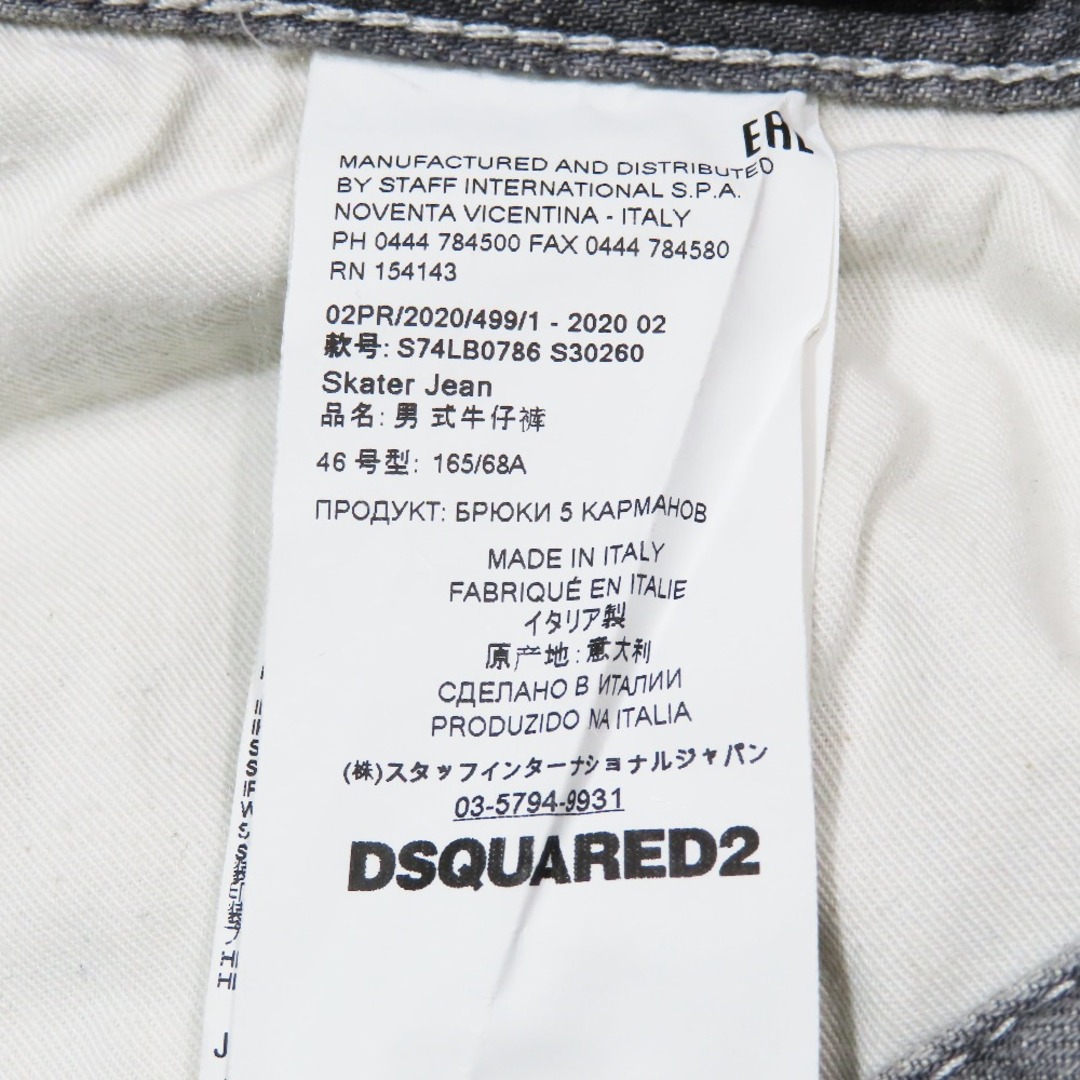 EAC
MANUFACTURED AND DISTRIBUTED
BY STAFF INTERNATIONAL S.P.A.
NOVENTA VICENTINA - ITALY
PH 0444 784500 FAX 0444 784580
RN 154143
02PR/2020/499/1 - 2020 02
款号: S74LB0786 S30260
Skater Jean
品名: 男 式牛仔裤
46 号型: 165/68A
ПРОДУКТ: БРЮКИ 5 КАРМАНОВ
MADE IN ITALY
FABRIQUÉ EN ITALIE
イタリア製
原产地: 意大利
СДЕЛАНО В ИТАЛИИ
PRODUZIDO NA ITALIA
(株)スタッフインターナショナルジャパン
03-5794-9931
DSQUARED2